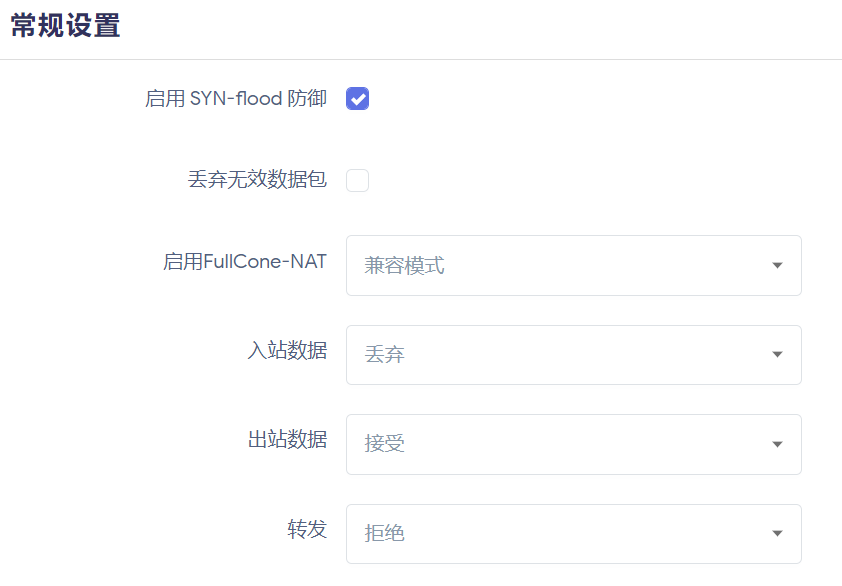 常规设置
启用 SYN-flood 防御
丢弃无效数据包
启用FullCone-NAT 兼容模式
入站数据 丢弃
出站数据 接受
转发 拒绝